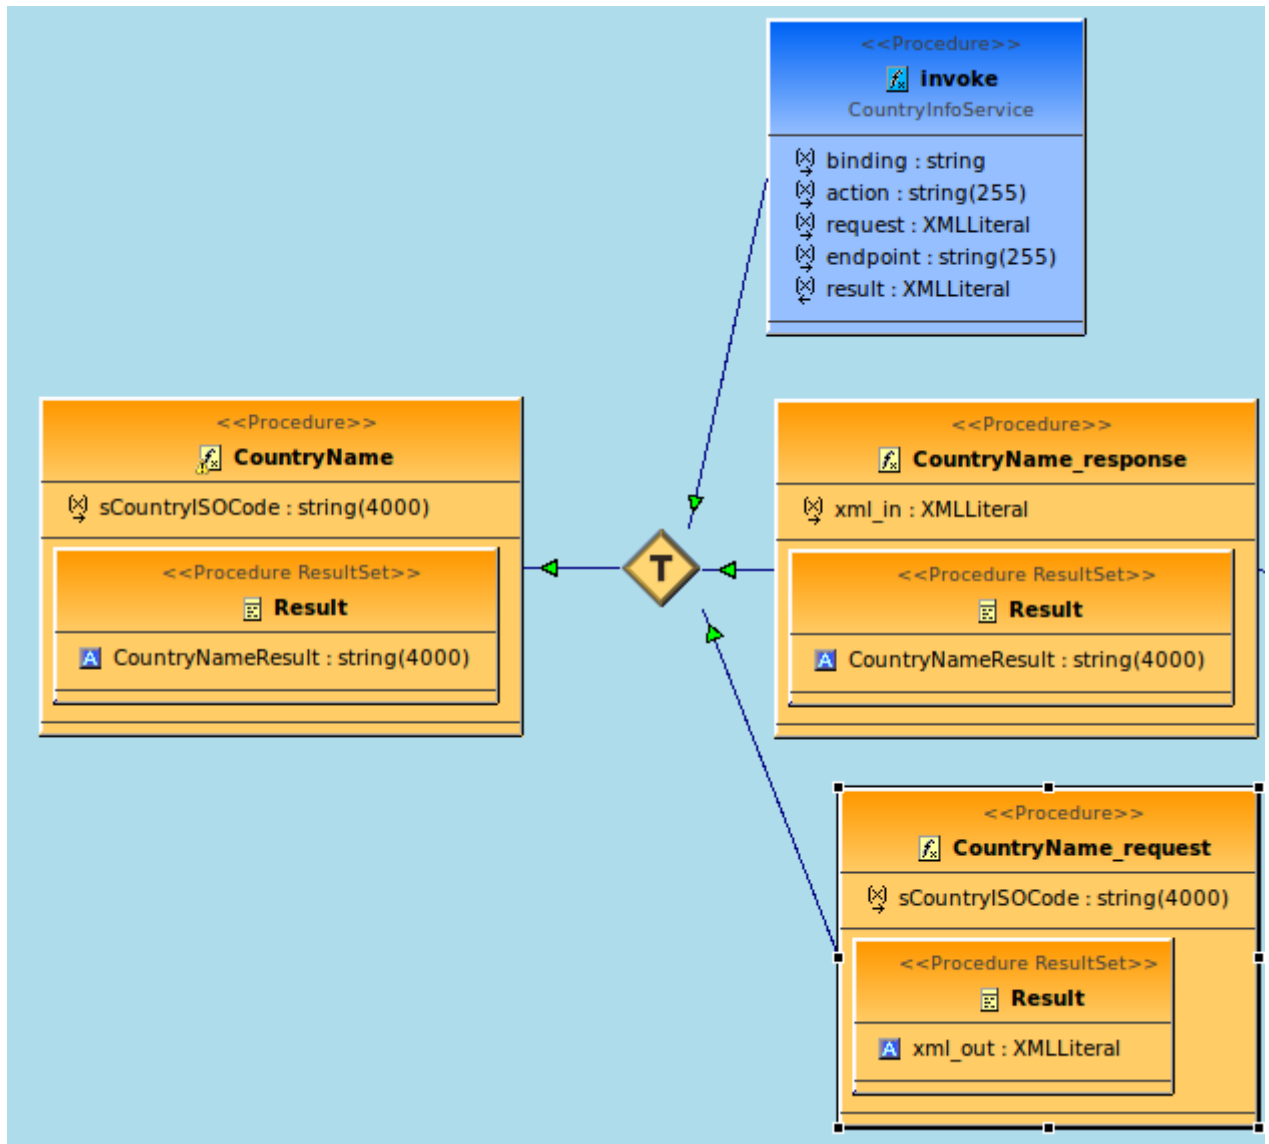 <<Procedure>>
invoke
CountryInfoService
binding : string
action : string(255)
request : XMLLiteral
endpoint : string(255)
result : XMLLiteral
<<Procedure>>
CountryName
sCountryISOCode : string(4000)
<<Procedure ResultSet>>
Result
CountryNameResult : string(4000)
T
<<Procedure>>
CountryName_response
xml_in : XMLLiteral
<<Procedure ResultSet>>
Result
CountryNameResult : string(4000)
<<Procedure>>
CountryName_request
sCountryISOCode : string(4000)
<<Procedure ResultSet>>
Result
xml_out : XMLLiteral